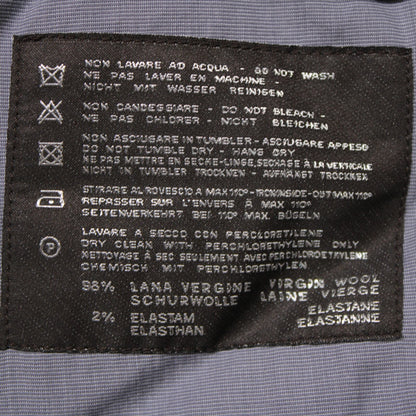 NON LAVARE AD ACQUA - DO NOT WASH
NE PAS LAVER EN MACHINE -
NICHT MIT WASSER REINIGEN
NON CANDEGGIARE - DO NOT BLEACH -
NE PAS CHLORER - NICHT BLEICHEN
NON ASCIUGARE IN TUMBLER - ASCIUGARE APPESO
DO NOT TUMBLE DRY - HANG DRY
NE PAS METTRE EN SECHE-LINGE, SECHAGE À LA VERTICALE
NICHT IN TUMBLER TROCKNEN - AUFHÄNGT TROCKNEN
STIRARE AL ROVESCIO A MAX 110° - IRON INSIDE-OUT MAX 110°
REPASSER SUR L'ENVERS À MAX 110°
SEITENVERKEHRT BEI 110° MAX. BÜGELN
P
LAVARE A SECCO CON PERCLORETILENE
DRY CLEAN WITH PERCHLORETHYLENE ONLY
NETTOYAGE À SEC SEULEMENT AVEC PERCHLORETHYLENE
CHEMISCH MIT PERCHLORETHYLEN
98% LANA VERGINE VIRGIN WOOL
SCHURWOLLE LAINE VIERGE
2% ELASTAM ELASTANE
ELASTHAN ELASTHANNE